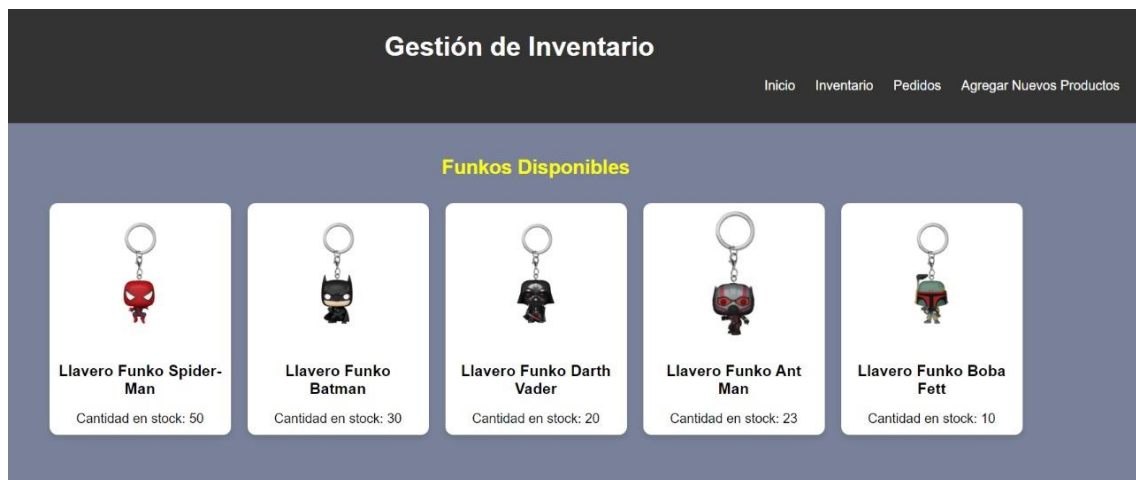 Gestión de Inventario
Inicio Inventario Pedidos Agregar Nuevos Productos
Funkos Disponibles
Llavero Funko Spider-
Man
Cantidad en stock: 50
Llavero Funko
Batman
Cantidad en stock: 30
Llavero Funko Darth
Vader
Cantidad en stock: 20
Llavero Funko Ant
Man
Cantidad en stock: 23
Llavero Funko Boba
Fett
Cantidad en stock: 10